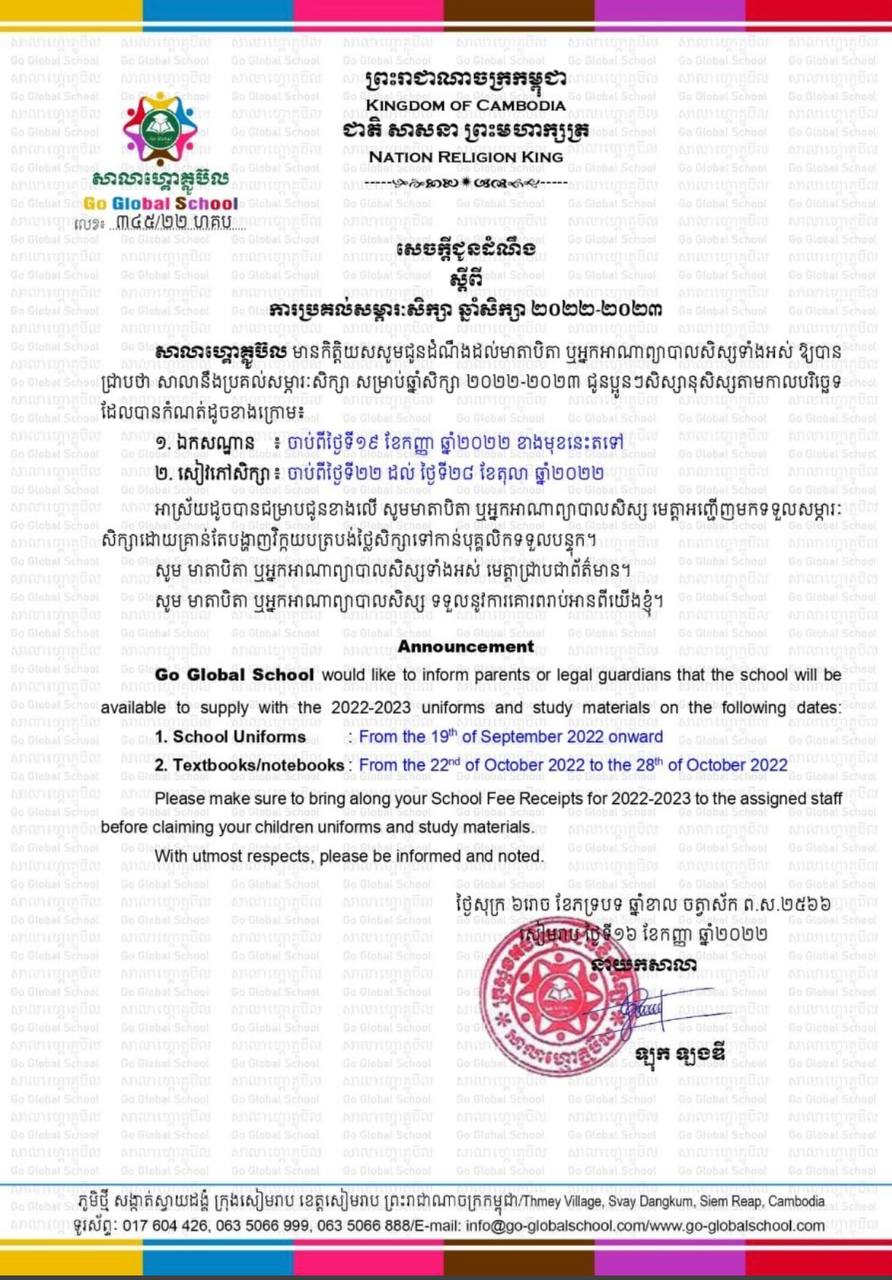 ព្រះរាជាណាចក្រកម្ពុជា
KINGDOM OF CAMBODIA
ជាតិ សាសនា ព្រះមហាក្សត្រ
NATION RELIGION KING
សាលាហ្គោគ្លូប៊ល
Go Global School
លេខ៖ ៣៤៥/២២ ហគប
សេចក្តីជូនដំណឹង
ស្តីពី
ការប្រគល់សម្ភារៈសិក្សា ឆ្នាំសិក្សា ២០២២-២០២៣
សាលាហ្គោគ្លូប៊ល មានកិត្តិយសសូមជូនដំណឹងដល់មាតាបិតា ឬអ្នកអាណាព្យាបាលសិស្សទាំងអស់ ឱ្យបាន
ជ្រាបថា សាលានឹងប្រគល់សម្ភារៈសិក្សា សម្រាប់ឆ្នាំសិក្សា ២០២២-២០២៣ ជូនប្អូនៗសិស្សានុសិស្សតាមកាលបរិច្ឆេទ
ដែលបានកំណត់ដូចខាងក្រោម៖
១. ឯកសណ្ឋាន ៖ ចាប់ពីថ្ងៃទី១៩ ខែកញ្ញា ឆ្នាំ២០២២ ខាងមុខនេះតទៅ
២. សៀវភៅសិក្សា៖ ចាប់ពីថ្ងៃទី២២ ដល់ ថ្ងៃទី២៨ ខែតុលា ឆ្នាំ២០២២
អាស្រ័យដូចបានជម្រាបជូនខាងលើ សូមមាតាបិតា ឬអ្នកអាណាព្យាបាលសិស្ស មេត្តាអញ្ជើញមកទទួលសម្ភារៈ
សិក្សាដោយគ្រាន់តែបង្ហាញវិក្កយបត្របង់ថ្លៃសិក្សាទៅកាន់បុគ្គលិកទទួលបន្ទុក។
សូម មាតាបិតា ឬអ្នកអាណាព្យាបាលសិស្សទាំងអស់ មេត្តាជ្រាបជាព័ត៌មាន។
សូម មាតាបិតា ឬអ្នកអាណាព្យាបាលសិស្ស ទទួលនូវការគោរពរាប់អានពីយើងខ្ញុំ។
Announcement
Go Global School would like to inform parents or legal guardians that the school will be
available to supply with the 2022-2023 uniforms and study materials on the following dates:
1. School Uniforms : From the 19th of September 2022 onward
2. Textbooks/notebooks : From the 22nd of October 2022 to the 28th of October 2022
Please make sure to bring along your School Fee Receipts for 2022-2023 to the assigned staff
before claiming your children uniforms and study materials.
With utmost respects, please be informed and noted.
ថ្ងៃសុក្រ ៦រោច ខែភទ្របទ ឆ្នាំខាល ចត្វាស័ក ព.ស.២៥៦៦
សៀមរាប ថ្ងៃទី១៦ ខែកញ្ញា ឆ្នាំ២០២២
នាយកសាលា
ឡុក ឡុងឌី
ភូមិថ្មី សង្កាត់ស្វាយដង្គំ ក្រុងសៀមរាប ខេត្តសៀមរាប ព្រះរាជាណាចក្រកម្ពុជា/Thmey Village, Svay Dangkum, Siem Reap, Cambodia
ទូរស័ព្ទៈ 017 604 426, 063 5066 999, 063 5066 888/E-mail: info@go-globalschool.com/www.go-globalschool.com